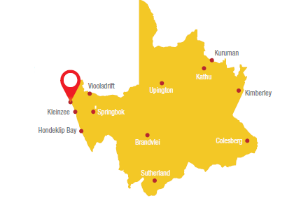 Kuruman
Kathu
Vioolsdrift
Upington
Kimberley
Kleinzee
Springbok
Hondeklip Bay
Brandvlei
Colesberg
Sutherland